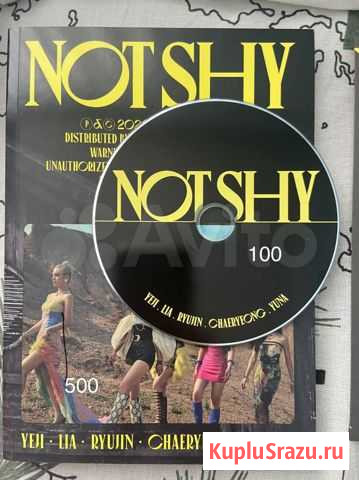 NOT SHY
Ⓟ & © 202
DISTRIBUTED B
WARN
UNAUTHORIZE
NOT SHY
100
YEJI . LIA . RYUJIN . CHAERYEONG . YUNA
Avito
500
YEJI · LIA · RYUJIN · CHAERY
KupluSrazu.ru